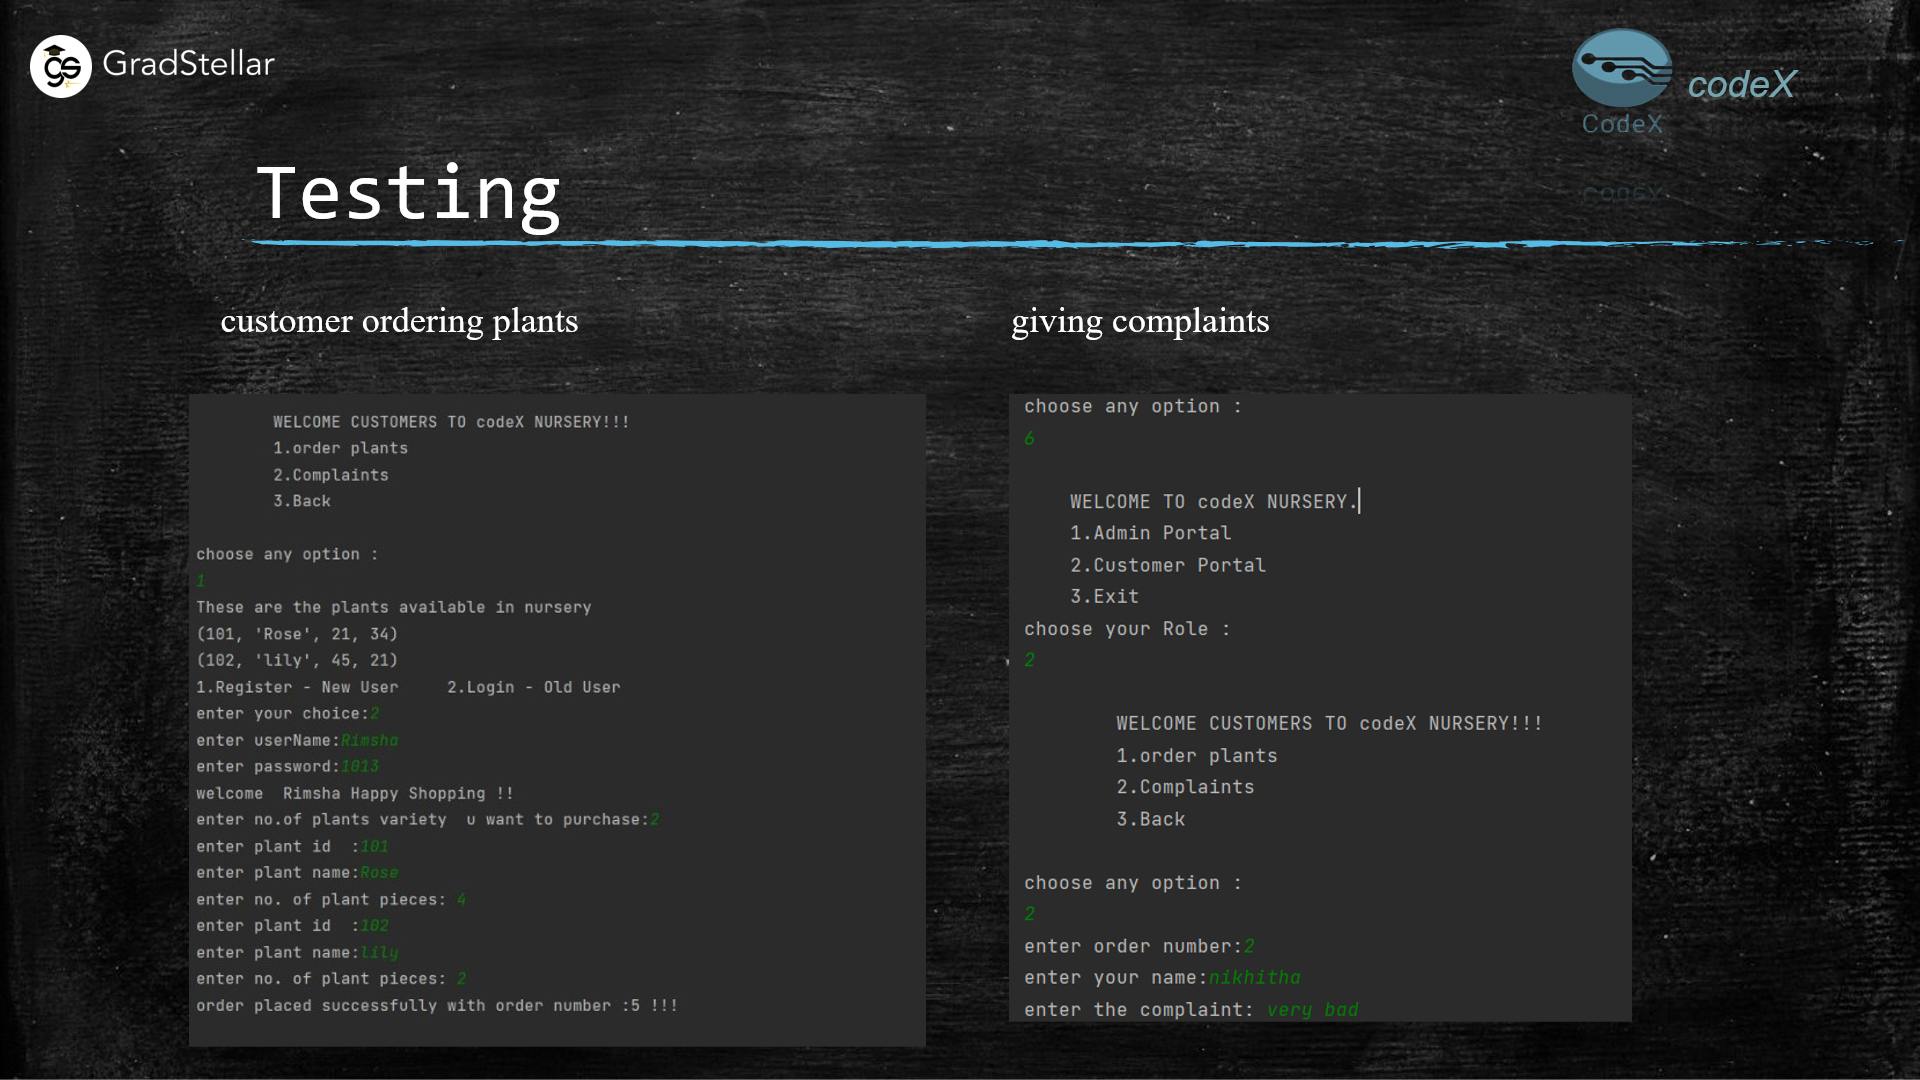 GradStellar
codeX
CodeX
Testing
customer ordering plants
WELCOME CUSTOMERS TO codeX NURSERY!!!
1.order plants
2.Complaints
3.Back
choose any option :
1
These are the plants available in nursery
(101, 'Rose', 21, 34)
(102, 'lily', 45, 21)
1.Register - New User     2.Login - Old User
enter your choice:2
enter userName:Rimsha
enter password:1013
welcome  Rimsha Happy Shopping !!
enter no.of plants variety  u want to purchase:2
enter plant id  :101
enter plant name:Rose
enter no. of plant pieces: 4
enter plant id  :102
enter plant name:lily
enter no. of plant pieces: 2
order placed successfully with order number :5 !!!
giving complaints
choose any option :
6
WELCOME TO codeX NURSERY.
1.Admin Portal
2.Customer Portal
3.Exit
choose your Role :
2
WELCOME CUSTOMERS TO codeX NURSERY!!!
1.order plants
2.Complaints
3.Back
choose any option :
2
enter order number:2
enter your name:nikhitha
enter the complaint: very bad